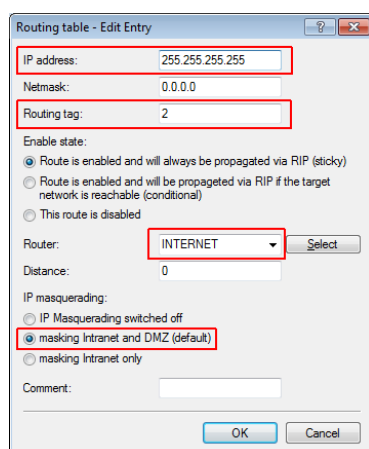 Routing table - Edit Entry
IP address: 255.255.255.255
Netmask: 0.0.0.0
Routing tag: 2
Enable state:
Route is enabled and will always be propagated via RIP (sticky)
Route is enabled and will be propageted via RIP if the target
network is reachable (conditional)
This route is disabled
Router: INTERNET Select
Distance: 0
IP masquerading:
IP Masquerading switched off
masking Intranet and DMZ (default)
masking Intranet only
Comment:
OK Cancel